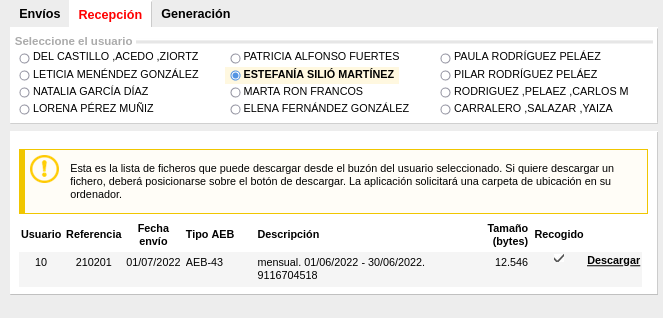 Envíos Recepción Generación
Seleccione el usuario
DEL CASTILLO ,ACEDO ,ZIORTZ PATRICIA ALFONSO FUERTES PAULA RODRÍGUEZ PELÁEZ
LETICIA MENÉNDEZ GONZÁLEZ ESTEFANÍA SILIÓ MARTÍNEZ PILAR RODRÍGUEZ PELÁEZ
NATALIA GARCÍA DÍAZ MARTA RON FRANCOS RODRIGUEZ ,PELAEZ ,CARLOS M
LORENA PÉREZ MUÑIZ ELENA FERNÁNDEZ GONZÁLEZ CARRALERO ,SALAZAR ,YAIZA
Esta es la lista de ficheros que puede descargar desde el buzón del usuario seleccionado. Si quiere descargar un
fichero, deberá posicionarse sobre el botón de descargar. La aplicación solicitará una carpeta de ubicación en su
ordenador.
Usuario Referencia Fecha envío Tipo AEB Descripción Tamaño (bytes) Recogido
10 210201 01/07/2022 AEB-43 mensual. 01/06/2022 - 30/06/2022. 12.546 Descargar
9116704518